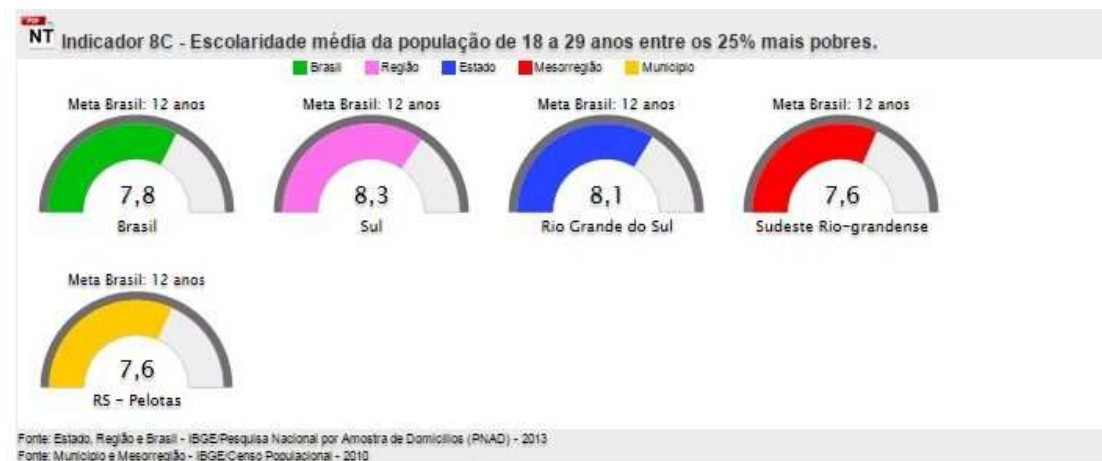 PDF
NT Indicador 8C - Escolaridade média da população de 18 a 29 anos entre os 25% mais pobres.
Brasil Região Estado Mesorregião Município
Meta Brasil: 12 anos Meta Brasil: 12 anos Meta Brasil: 12 anos Meta Brasil: 12 anos
7,8 8,3 8,1 7,6
Brasil Sul Rio Grande do Sul Sudeste Rio-grandense
Meta Brasil: 12 anos
7,6
RS - Pelotas
Fonte: Estado, Região e Brasil - IBGE/Pesquisa Nacional por Amostra de Domicílios (PNAD) - 2013
Fonte: Município e Mesorregião - IBGE/Censo Populacional - 2010